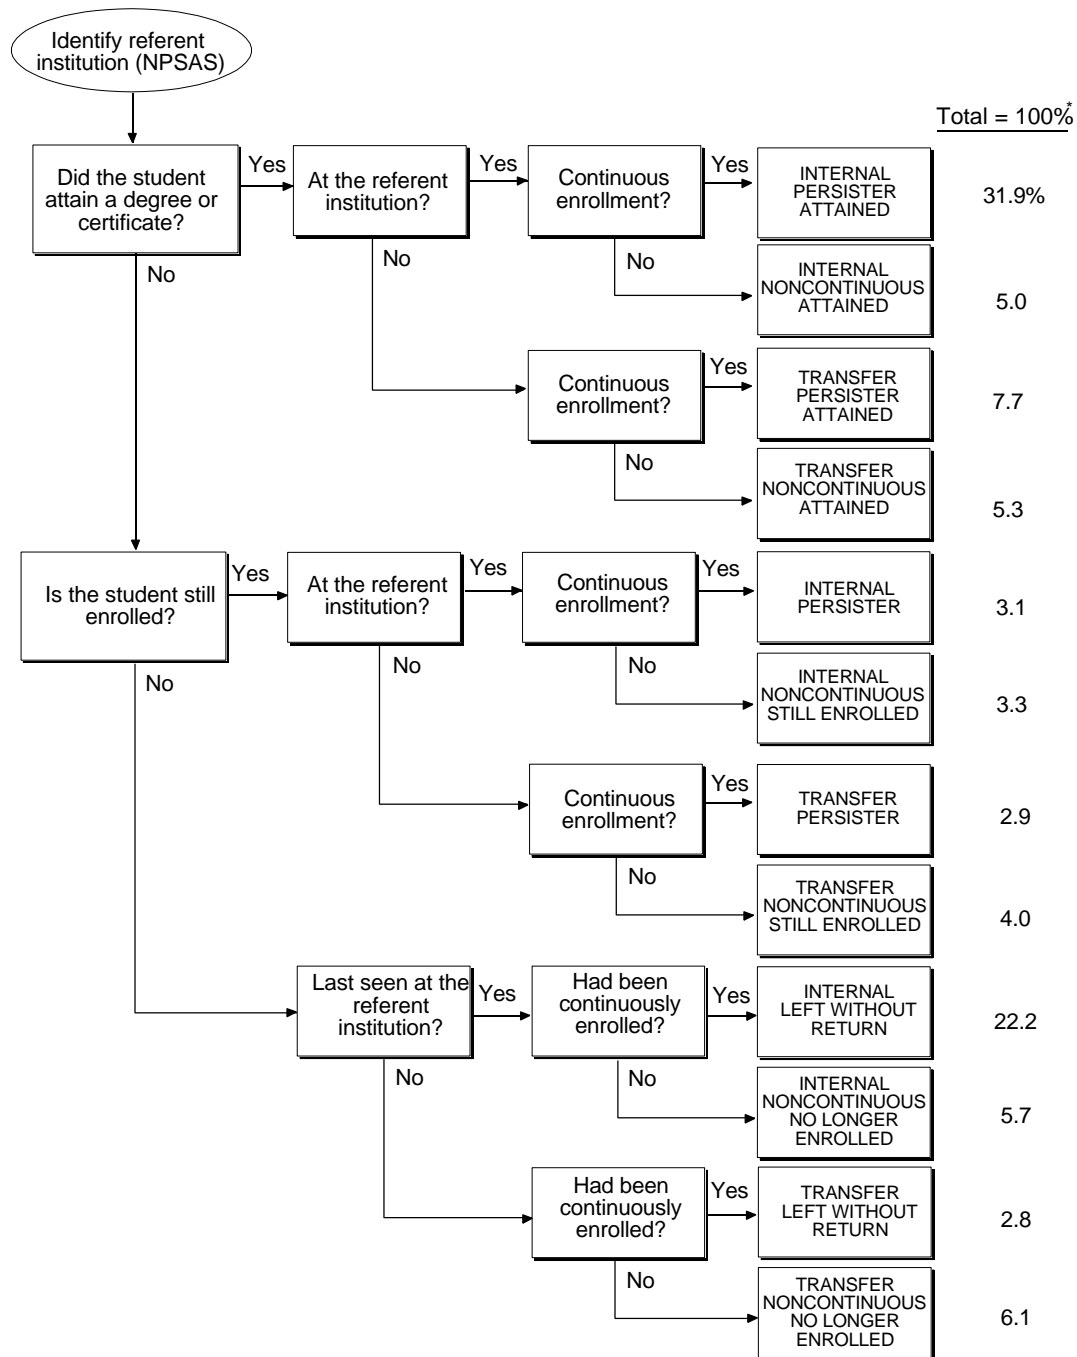 Identify referent
institution (NPSAS)
Total = 100%*
Did the student
attain a degree or
certificate?
Yes
At the referent
institution?
Yes
Continuous
enrollment?
Yes
INTERNAL
PERSISTER
ATTAINED
31.9%
No
No
No
INTERNAL
NONCONTINUOUS
ATTAINED
5.0
Continuous
enrollment?
Yes
TRANSFER
PERSISTER
ATTAINED
7.7
No
TRANSFER
NONCONTINUOUS
ATTAINED
5.3
Is the student still
enrolled?
Yes
At the referent
institution?
Yes
Continuous
enrollment?
Yes
INTERNAL
PERSISTER
3.1
No
No
No
INTERNAL
NONCONTINUOUS
STILL ENROLLED
3.3
Continuous
enrollment?
Yes
TRANSFER
PERSISTER
2.9
No
TRANSFER
NONCONTINUOUS
STILL ENROLLED
4.0
Last seen at the
referent
institution?
Yes
Had been
continuously
enrolled?
Yes
INTERNAL
LEFT WITHOUT
RETURN
22.2
No
No
INTERNAL
NONCONTINUOUS
NO LONGER
ENROLLED
5.7
Had been
continuously
enrolled?
Yes
TRANSFER
LEFT WITHOUT
RETURN
2.8
No
TRANSFER
NONCONTINUOUS
NO LONGER
ENROLLED
6.1